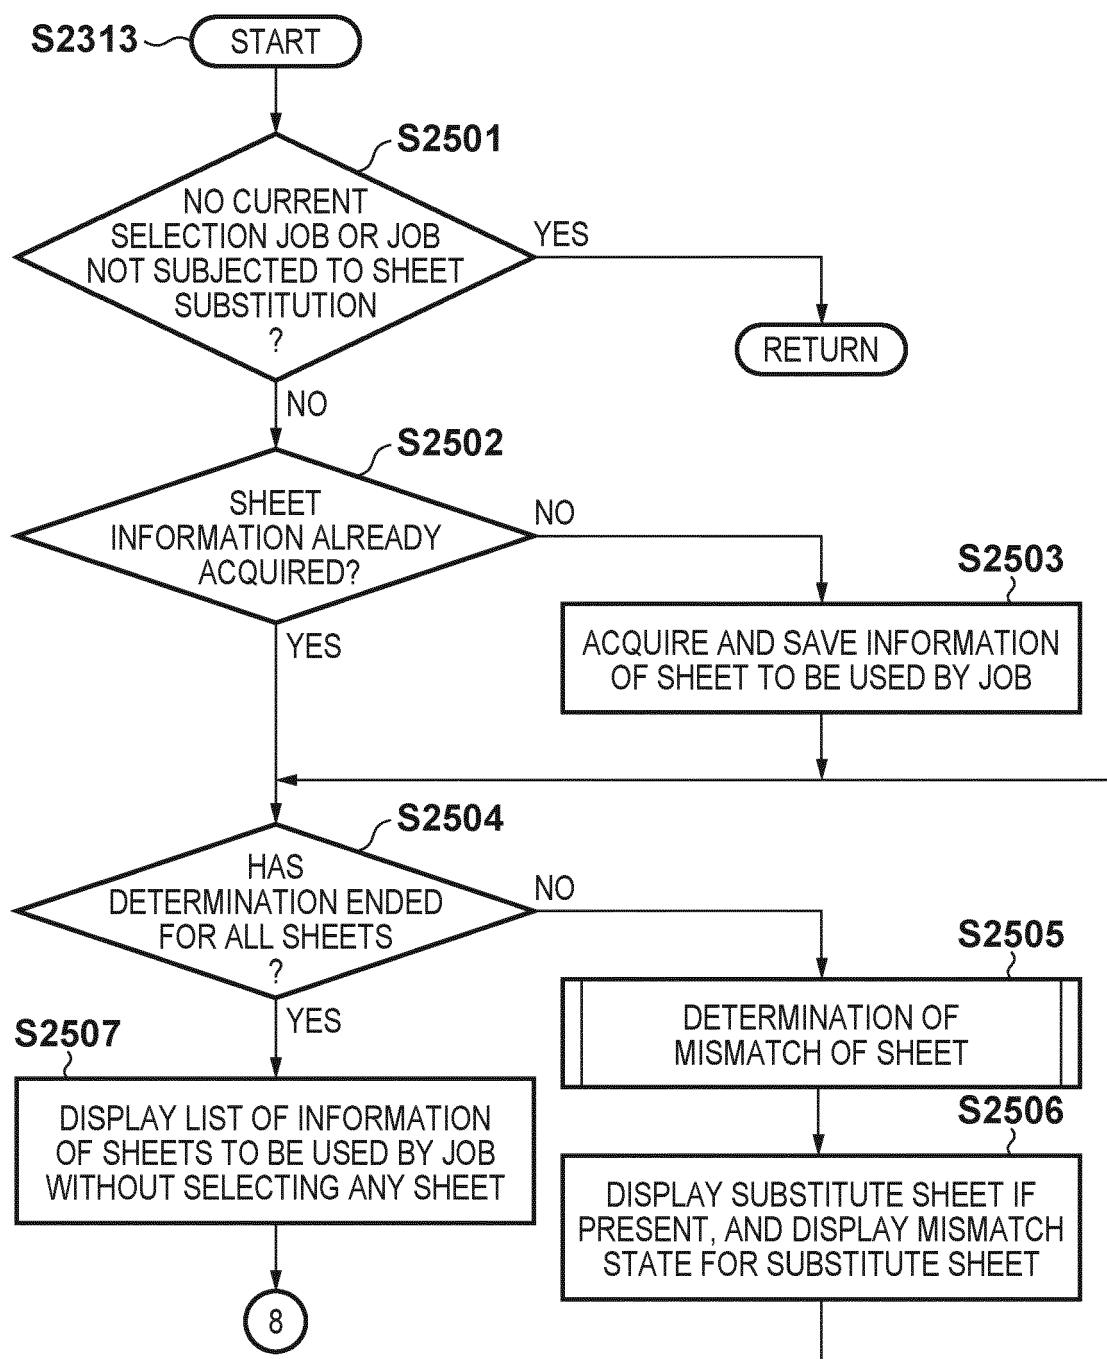 S2313
START
S2501
NO CURRENT
SELECTION JOB OR JOB
NOT SUBJECTED TO SHEET
SUBSTITUTION
?
YES
RETURN
NO
S2502
SHEET
INFORMATION ALREADY
ACQUIRED?
NO
YES
S2503
ACQUIRE AND SAVE INFORMATION
OF SHEET TO BE USED BY JOB
S2504
HAS
DETERMINATION ENDED
FOR ALL SHEETS
?
NO
YES
S2505
DETERMINATION OF
MISMATCH OF SHEET
S2506
DISPLAY SUBSTITUTE SHEET IF
PRESENT, AND DISPLAY MISMATCH
STATE FOR SUBSTITUTE SHEET
S2507
DISPLAY LIST OF INFORMATION
OF SHEETS TO BE USED BY JOB
WITHOUT SELECTING ANY SHEET
8